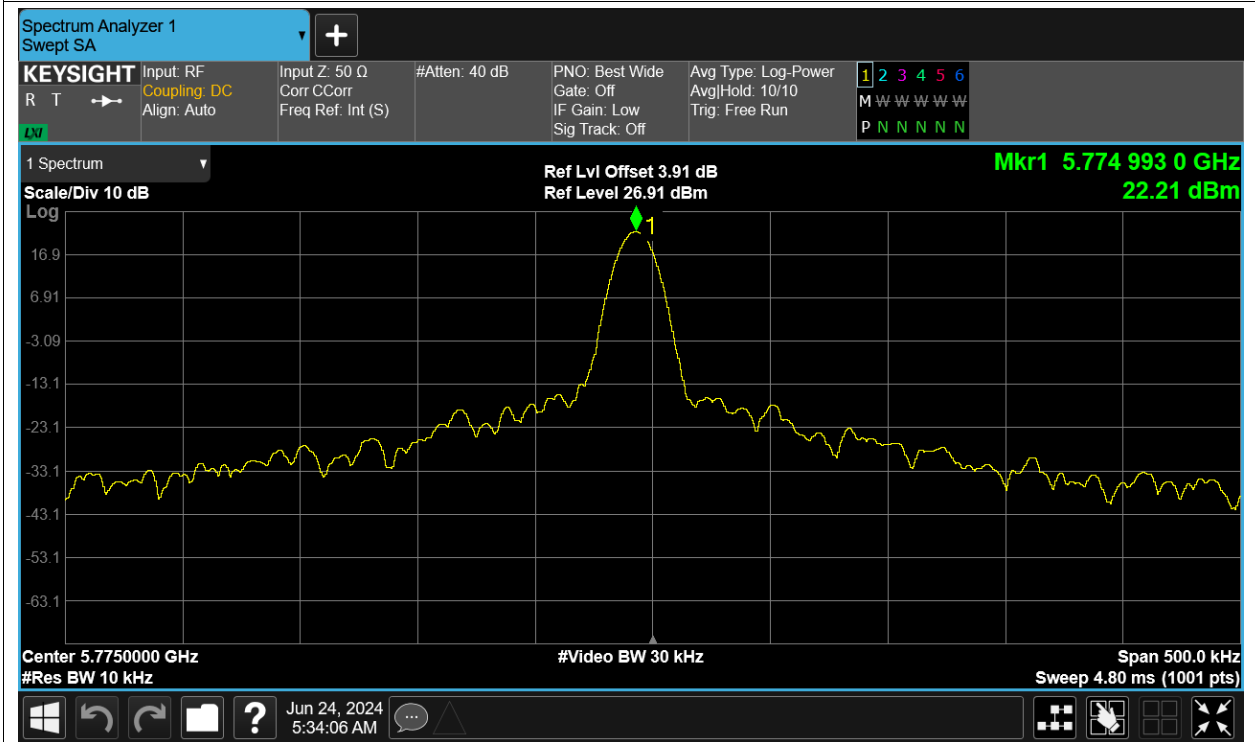 Spectrum Analyzer 1
Swept SA
+
KEYSIGHT
R T
LXI
Input: RF
Coupling: DC
Align: Auto
Input Z: 50 Ω
Corr CCorr
Freq Ref: Int (S)
#Atten: 40 dB
PNO: Best Wide
Gate: Off
IF Gain: Low
Sig Track: Off
Avg Type: Log-Power
Avg|Hold: 10/10
Trig: Free Run
1 2 3 4 5 6
M W W W W W
P N N N N N
1 Spectrum
Scale/Div 10 dB
Log
Ref Lvl Offset 3.91 dB
Ref Level 26.91 dBm
Mkr1 5.774 993 0 GHz
22.21 dBm
1
16.9
6.91
-3.09
-13.1
-23.1
-33.1
-43.1
-53.1
-63.1
Center 5.7750000 GHz
#Res BW 10 kHz
#Video BW 30 kHz
Span 500.0 kHz
Sweep 4.80 ms (1001 pts)
?
Jun 24, 2024
5:34:06 AM